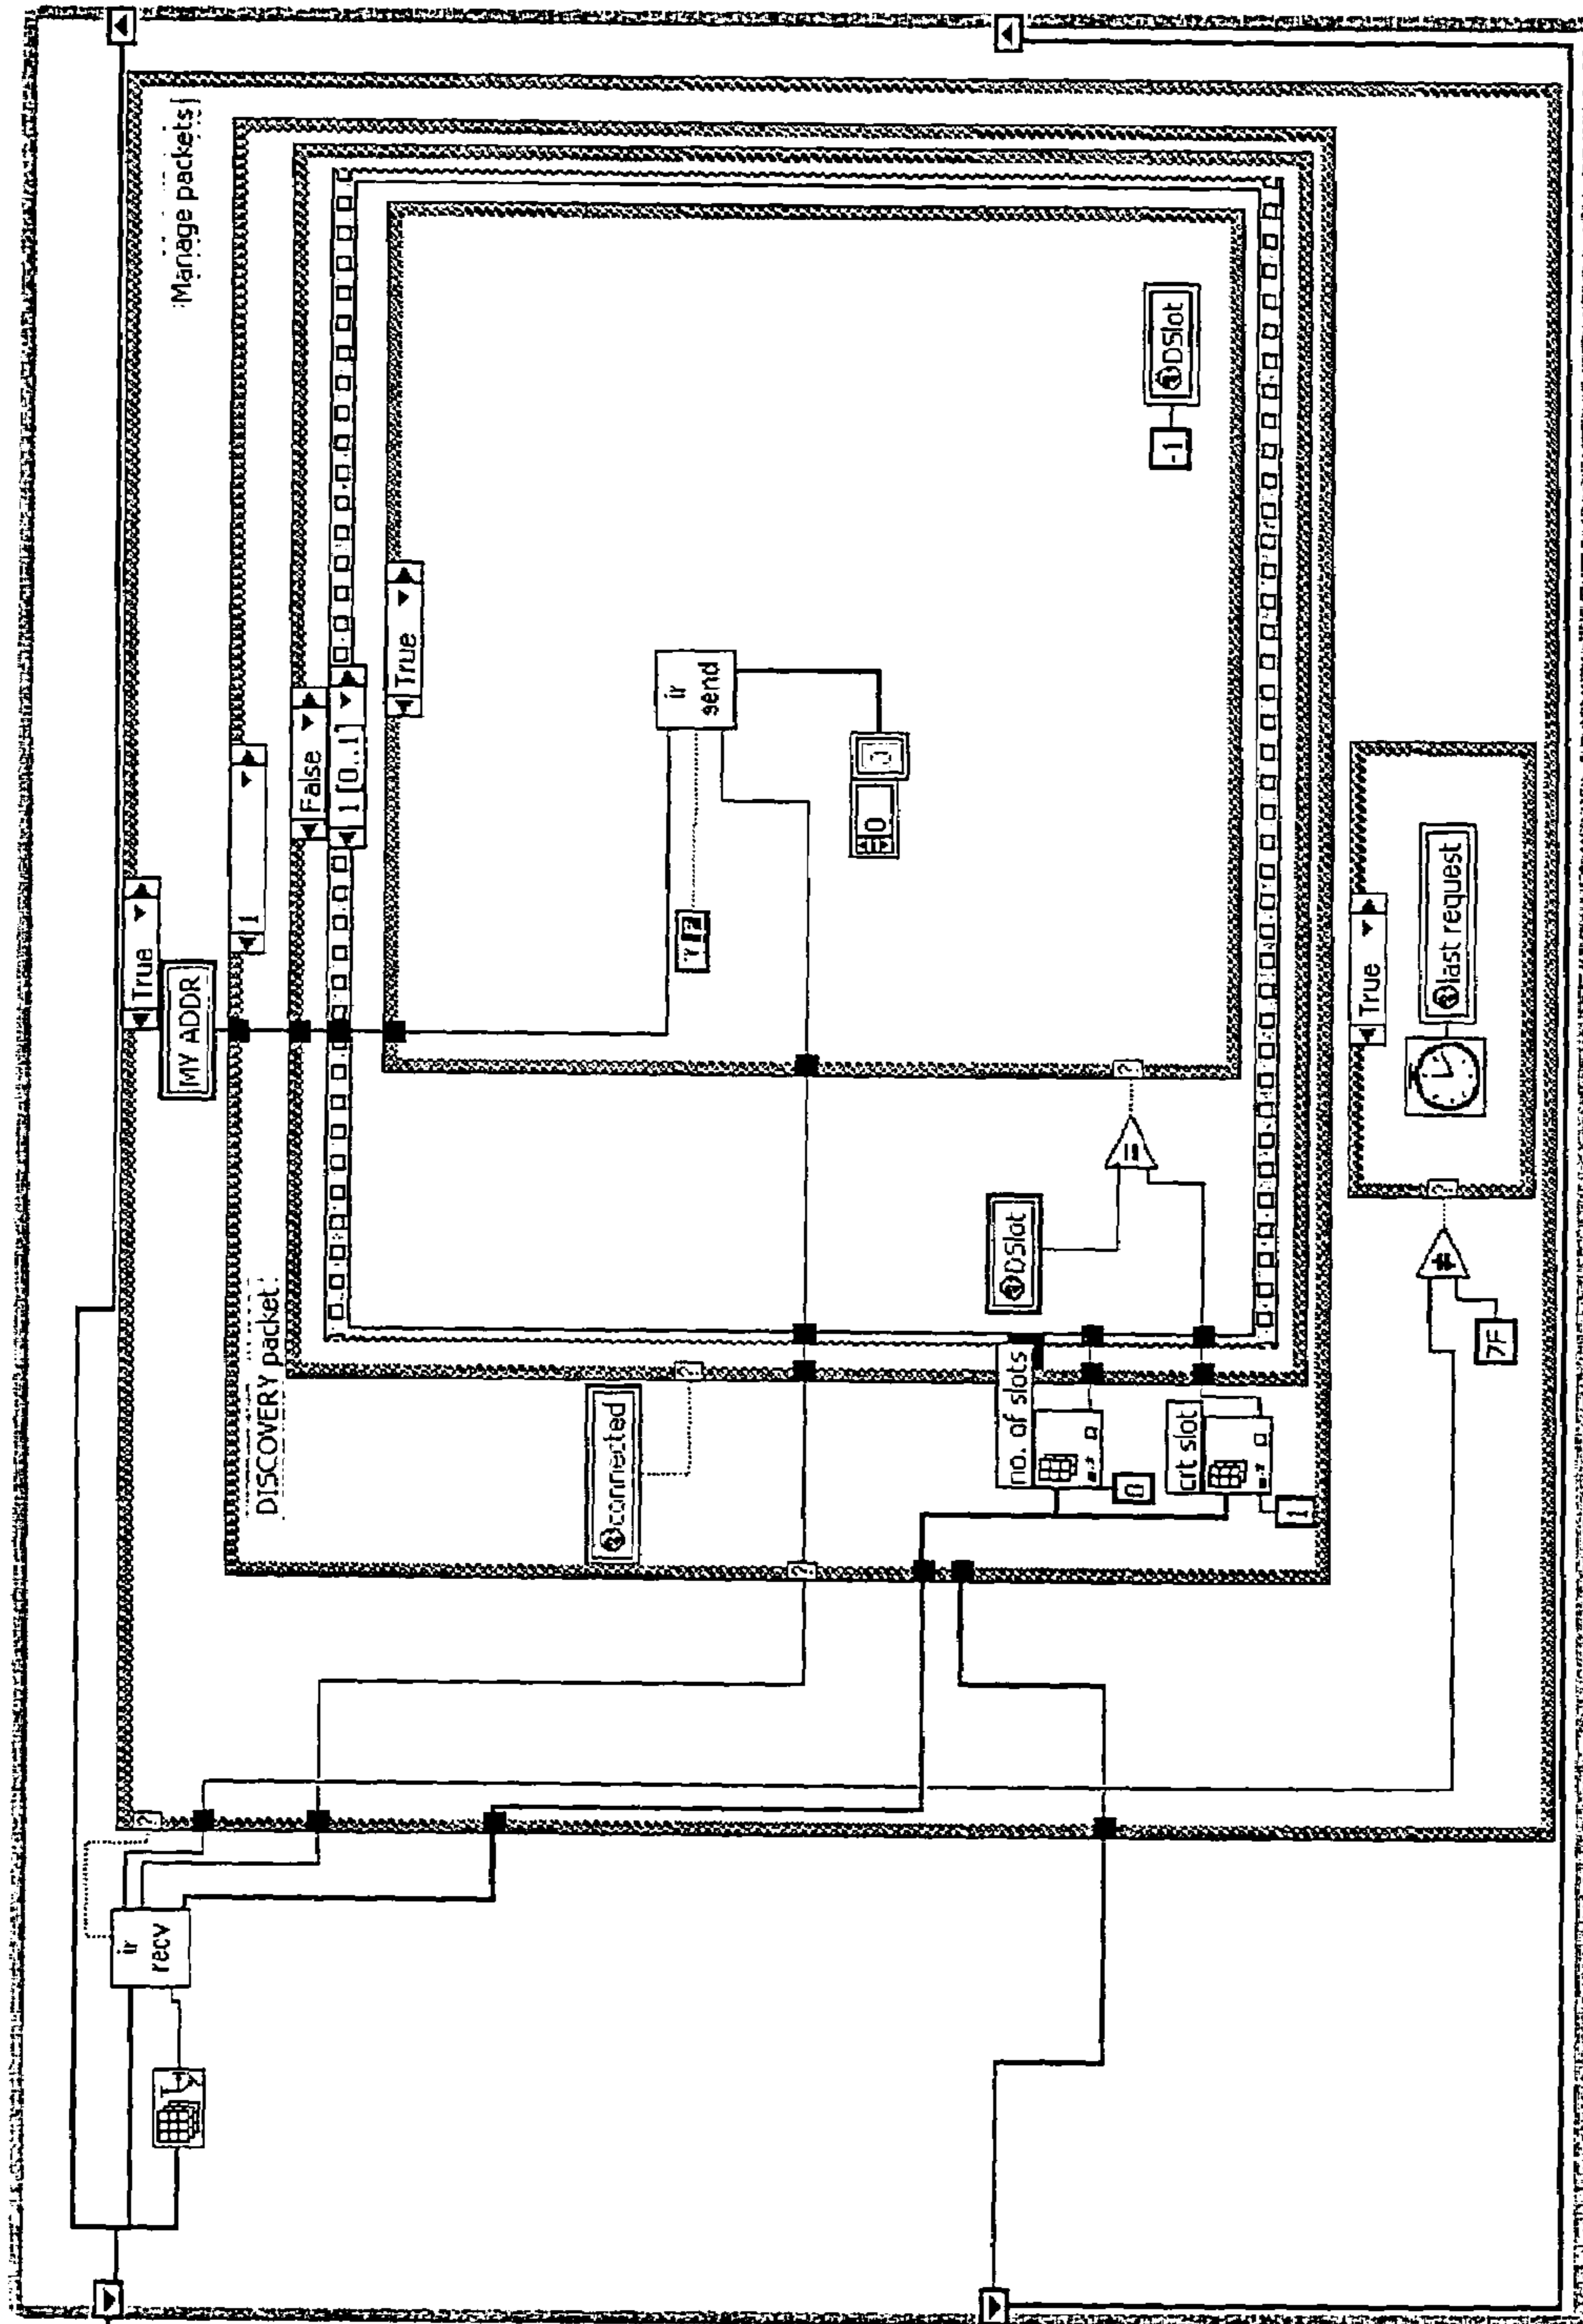 True
Manage packets
MY ADDR
1
DISCOVERY packet
False
1 [0..1]
True
ir
recv
connected
ir
send
0
DSlot
no. of slots
0
DSlot
-1
crt slot
1
True
last request
7F